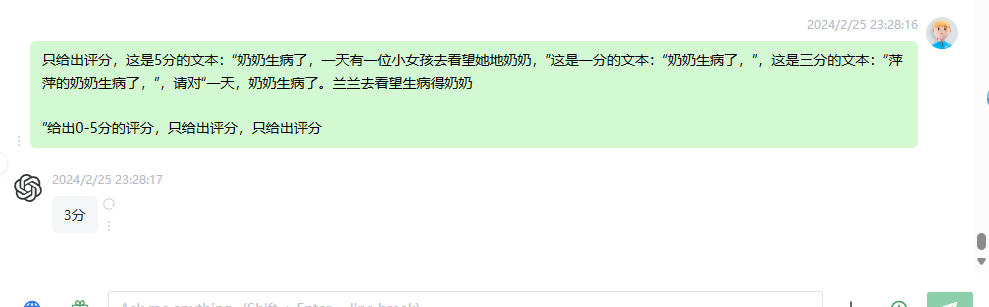 2024/2/25 23:28:16
只给出评分，这是5分的文本：“奶奶生病了，一天有一位小女孩去看望她地奶奶，”这是一分的文本：“奶奶生病了，”，这是三分的文本：“萍
萍的奶奶生病了，”，请对“一天，奶奶生病了。兰兰去看望生病得奶奶
”给出0-5分的评分，只给出评分，只给出评分
2024/2/25 23:28:17
3分
Ask me anything...(Shift + Enter = line break)